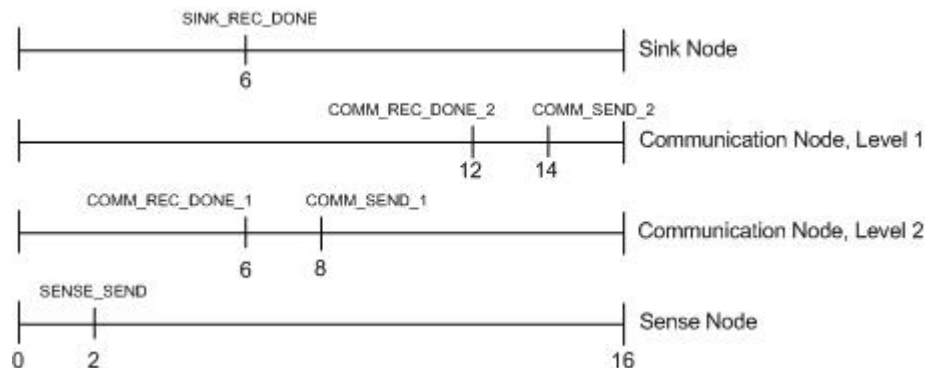 SINK_REC_DONE
Sink Node
6
COMM_REC_DONE_2 COMM_SEND_2
Communication Node, Level 1
12 14
COMM_REC_DONE_1 COMM_SEND_1
Communication Node, Level 2
6 8
SENSE_SEND
Sense Node
0 2 16